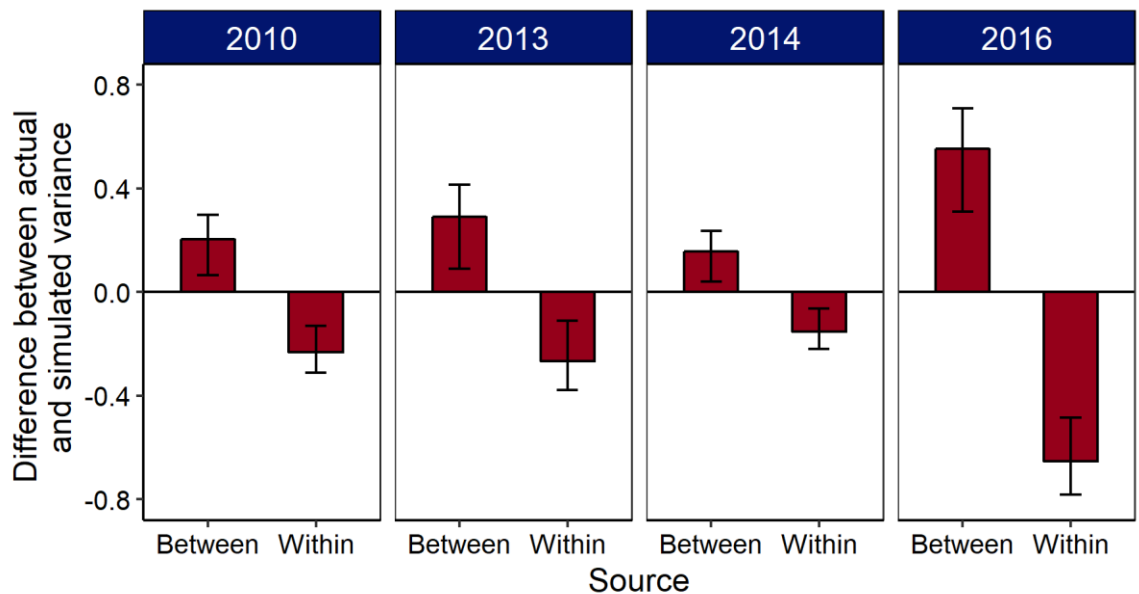 2010 2013 2014 2016
Difference between actual
and simulated variance
0.8
0.4
0.0
-0.4
-0.8
Between Within Between Within Between Within Between Within
Source